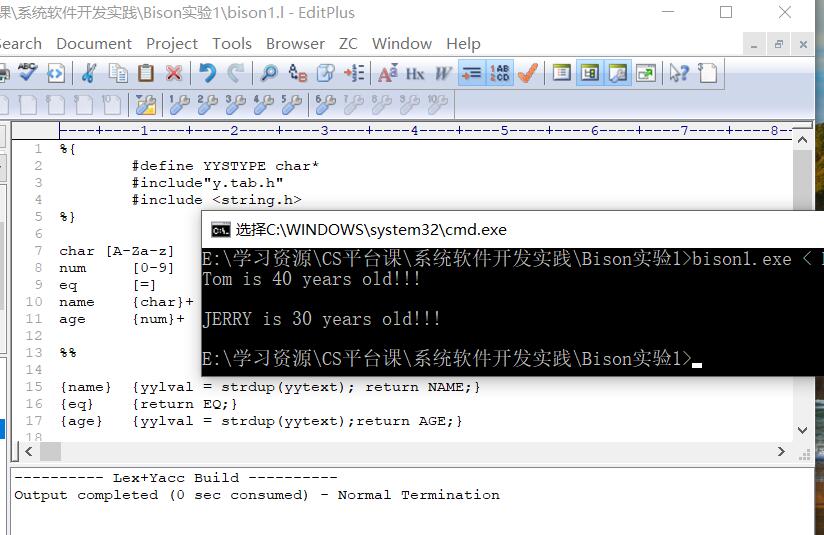 课\系统软件开发实践\Bison实验1\bison1.l - EditPlus
Search Document Project Tools Browser ZC Window Help
----+----1----+----2----+----3----+----4----+----5----+----6----+----7----+----8--
1 %{
2 #define YYSTYPE char*
3 #include"y.tab.h"
4 #include <string.h>
5 %}
6
7 char [A-Za-z]
8 num [0-9]
9 eq [=]
10 name {char}+
11 age {num}+
12
13 %%
14
15 {name} {yylval = strdup(yytext); return NAME;}
16 {eq} {return EQ;}
17 {age} {yylval = strdup(yytext);return AGE;}
18
选择C:\WINDOWS\system32\cmd.exe
E:\学习资源\CS平台课\系统软件开发实践\Bison实验1>bison1.exe <
Tom is 40 years old!!!
JERRY is 30 years old!!!
E:\学习资源\CS平台课\系统软件开发实践\Bison实验1>
---------- Lex+Yacc Build ----------
Output completed (0 sec consumed) - Normal Termination